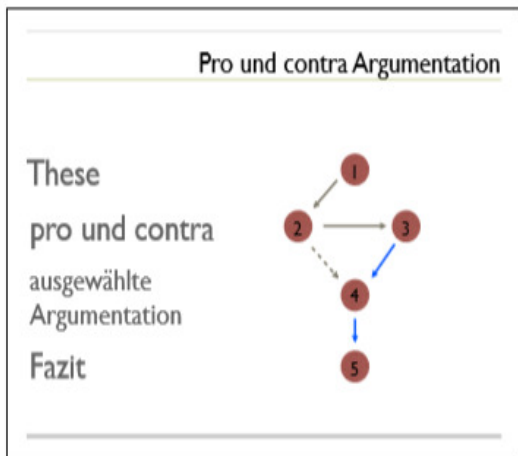 Pro und contra Argumentation
These
1
pro und contra
2
3
ausgewählte
Argumentation
4
Fazit
5